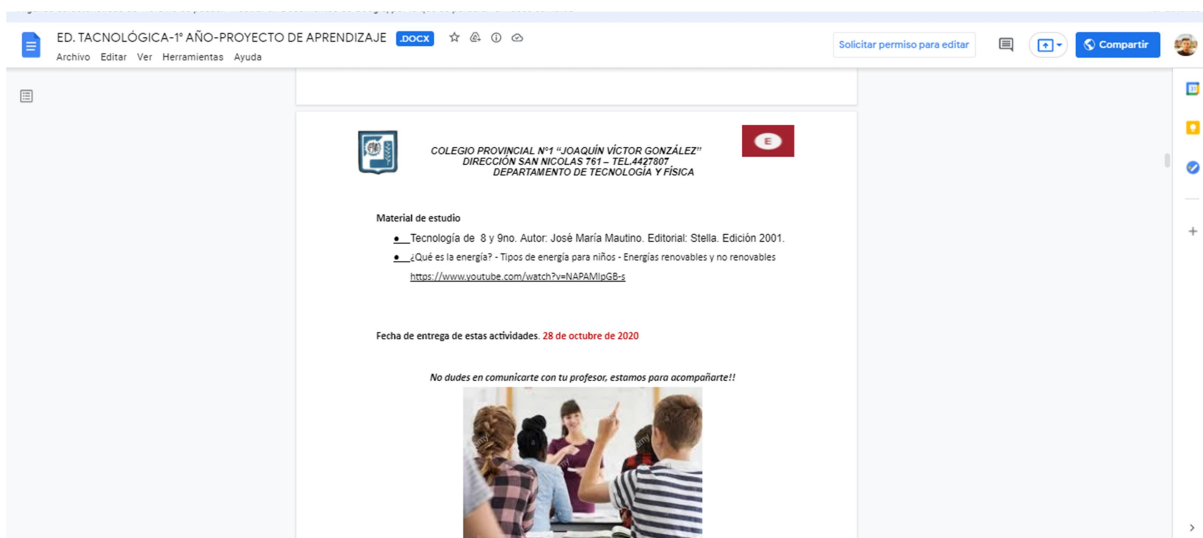 ED. TACNOLÓGICA-1° AÑO-PROYECTO DE APRENDIZAJE .DOCX
Archivo Editar Ver Herramientas Ayuda
Solicitar permiso para editar
Compartir
COLEGIO PROVINCIAL N°1 “JOAQUÍN VÍCTOR GONZÁLEZ”
DIRECCIÓN SAN NICOLAS 761 – TEL.4427807
DEPARTAMENTO DE TECNOLOGÍA Y FÍSICA
E
Material de estudio
● Tecnología de 8 y 9no. Autor: José María Mautino. Editorial: Stella. Edición 2001.
● ¿Qué es la energía? - Tipos de energía para niños - Energías renovables y no renovables
https://www.youtube.com/watch?v=NAPAMIpGB-s
Fecha de entrega de estas actividades. 28 de octubre de 2020
No dudes en comunicarte con tu profesor, estamos para acompañarte!!